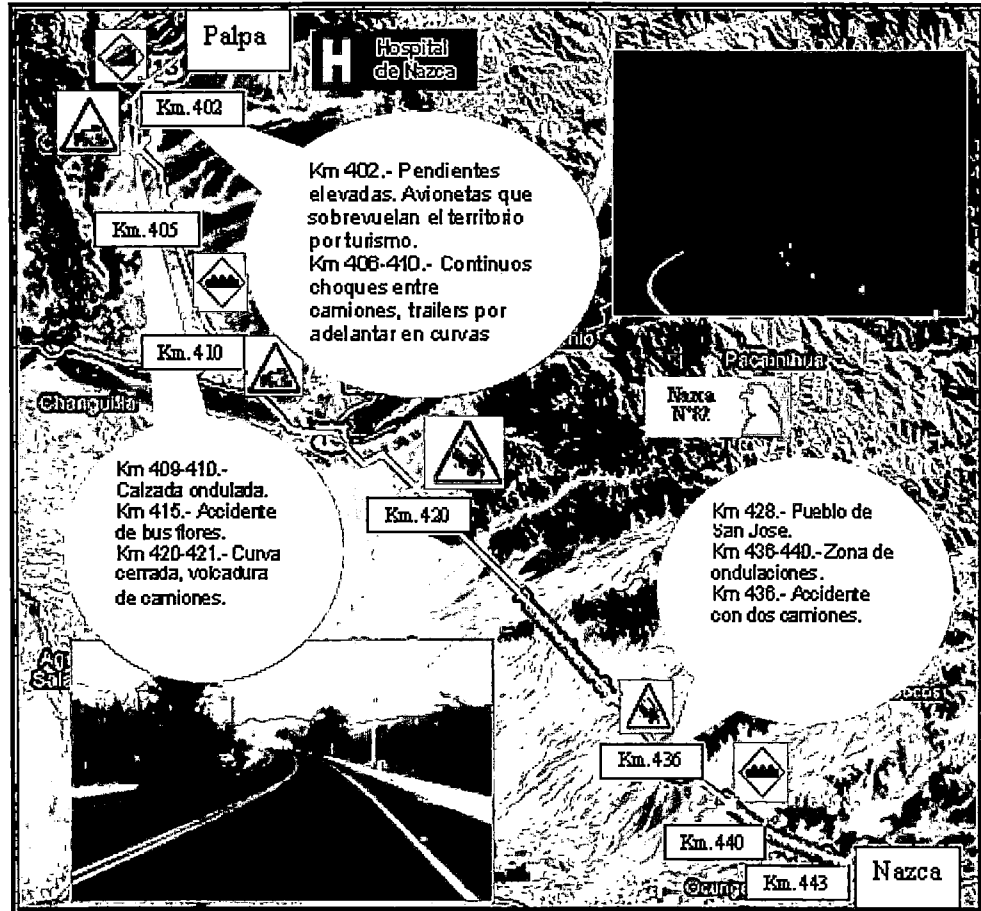 Palpa
Hospital
de Nazca
H
Km. 402
Km 402.- Pendientes
elevadas. Avionetas que
sobrevuelan el territorio
por turismo.
Km 406-410.- Continuos
choques entre
camiones, trailers por
adelantar en curvas
Km. 405
Km. 410
Changuillo
Km 409-410.-
Calzada ondulada.
Km 415.- Accidente
de bus flores.
Km 420-421.- Curva
cerrada, volcadura
de camiones.
Km. 420
Km 428.- Pueblo de
San Jose.
Km 436-440.-Zona de
ondulaciones.
Km 436.- Accidente
con dos camiones.
Km. 436
Km. 440
Km. 443
Nazca